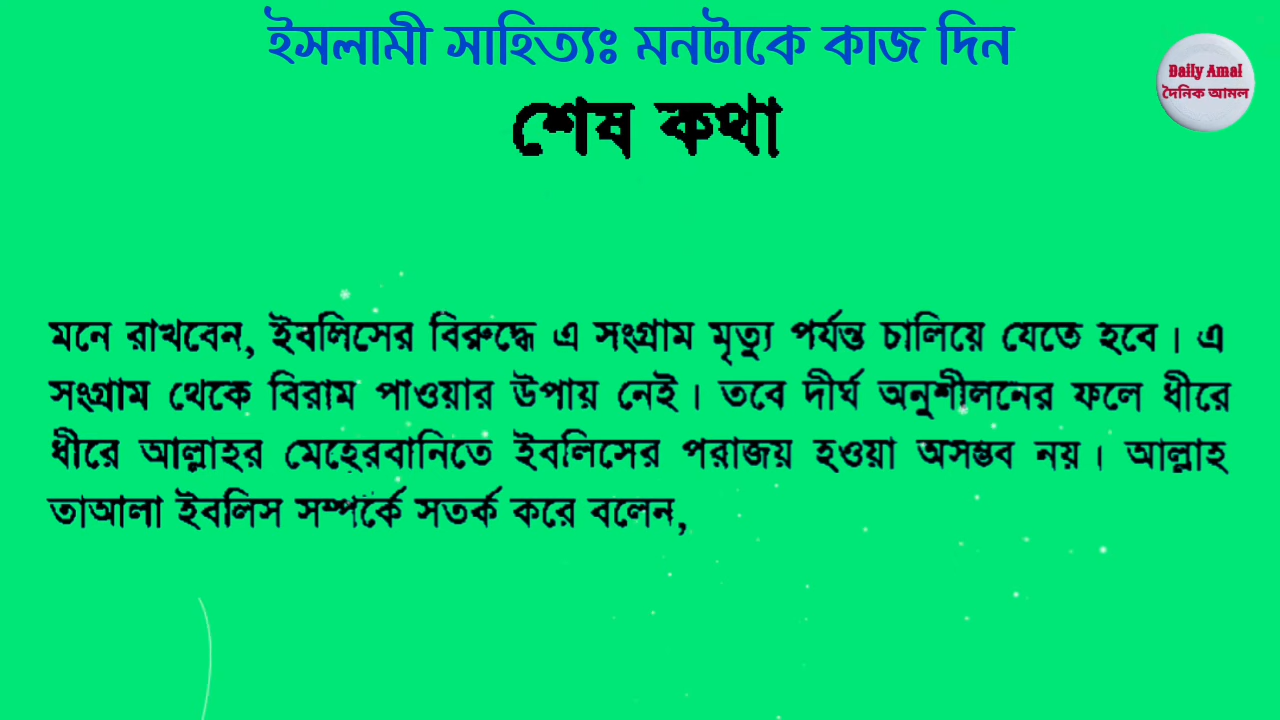 ইসলামী সাহিত্যঃ মনটাকে কাজ দিন
Daily Amal
দৈনিক আমল
শেষ কথা
মনে রাখবেন, ইবলিসের বিরুদ্ধে এ সংগ্রাম মৃত্যু পর্যন্ত চালিয়ে যেতে হবে। এ
সংগ্রাম থেকে বিরাম পাওয়ার উপায় নেই। তবে দীর্ঘ অনুশীলনের ফলে ধীরে
ধীরে আল্লাহর মেহেরবানিতে ইবলিসের পরাজয় হওয়া অসম্ভব নয়। আল্লাহ
তাআলা ইবলিস সম্পর্কে সতর্ক করে বলেন,